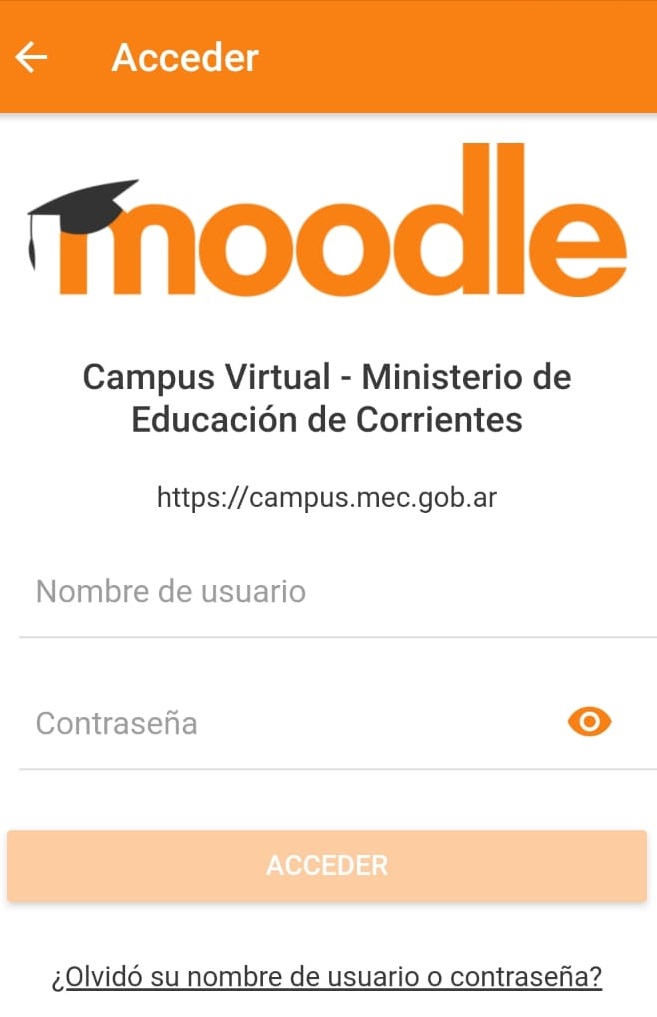 Acceder
moodle
Campus Virtual - Ministerio de
Educación de Corrientes
https://campus.mec.gob.ar
Nombre de usuario
Contraseña
ACCEDER
¿Olvidó su nombre de usuario o contraseña?